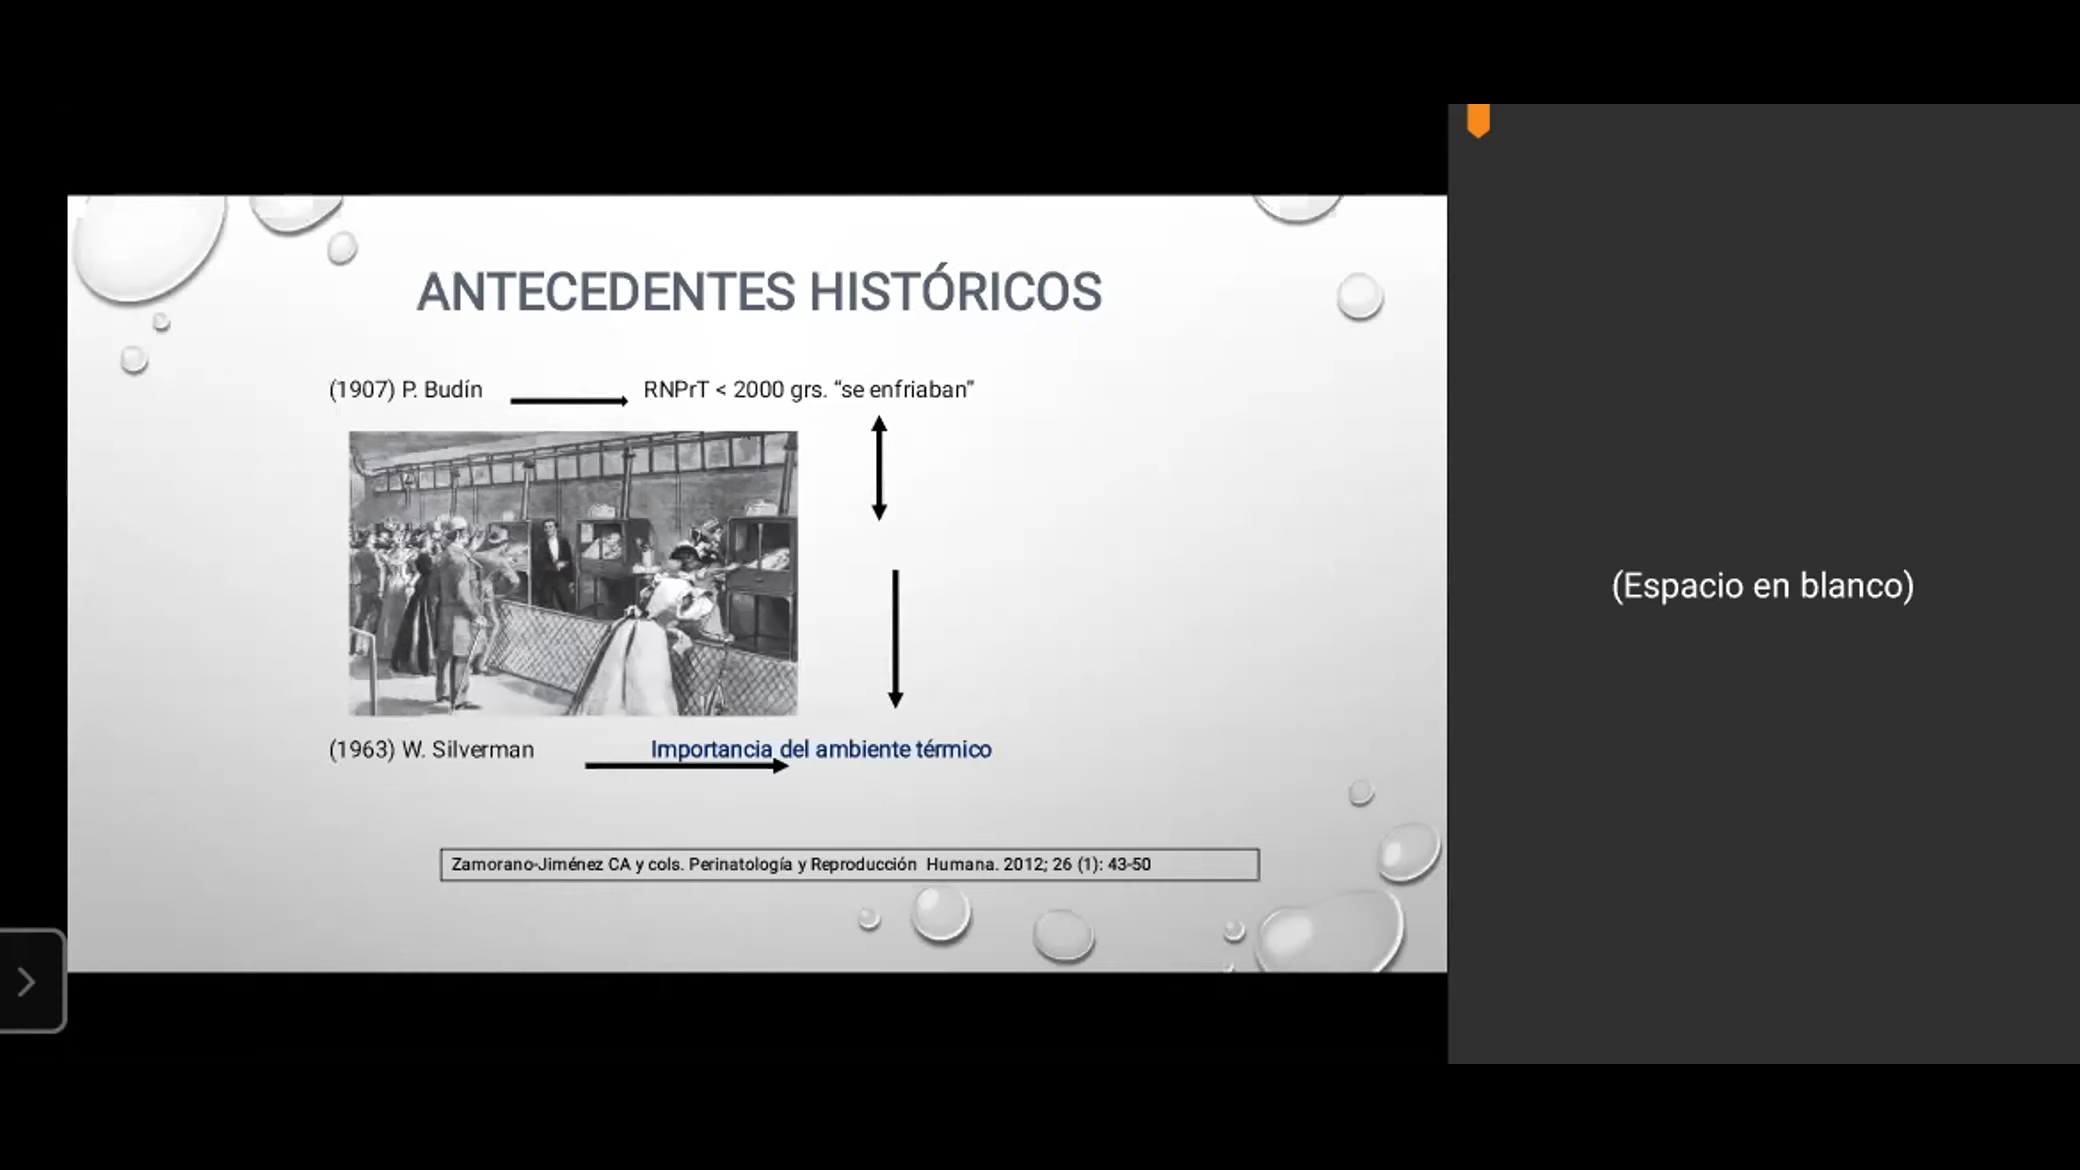 ANTECEDENTES HISTÓRICOS
(1907) P. Budín RNPrT < 2000 grs. “se enfriaban”
(1963) W. Silverman Importancia del ambiente térmico
Zamorano-Jiménez CA y cols. Perinatología y Reproducción Humana. 2012; 26 (1): 43-50
(Espacio en blanco)